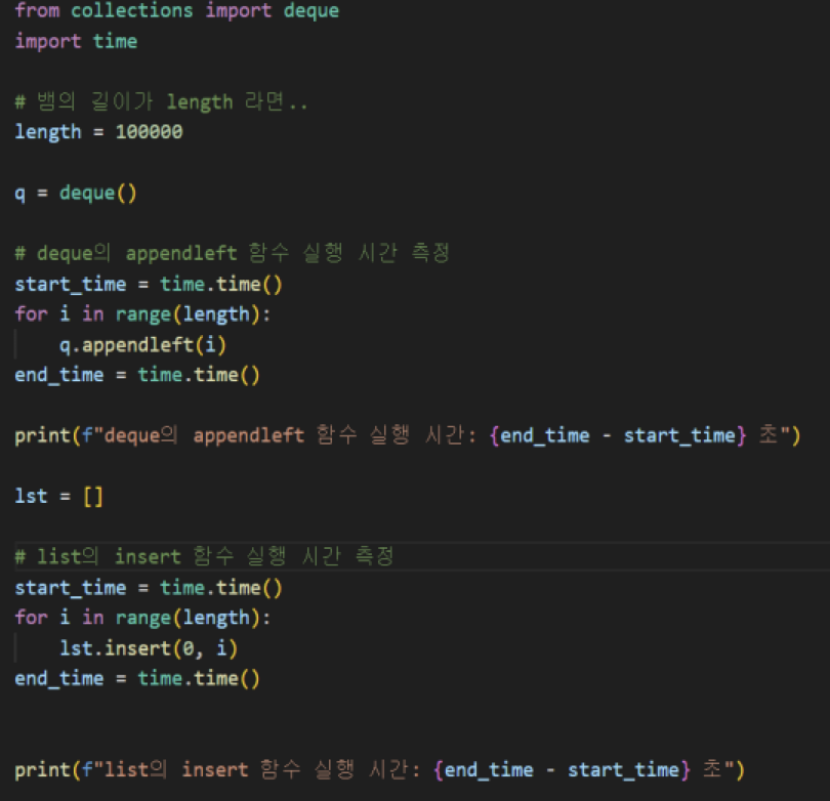 from collections import deque
import time
# 뱀의 길이가 length 라면..
length = 100000
q = deque()
# deque의 appendleft 함수 실행 시간 측정
start_time = time.time()
for i in range(length):
    q.appendleft(i)
end_time = time.time()
print(f"deque의 appendleft 함수 실행 시간: {end_time - start_time} 초")
lst = []
# list의 insert 함수 실행 시간 측정
start_time = time.time()
for i in range(length):
    lst.insert(0, i)
end_time = time.time()
print(f"list의 insert 함수 실행 시간: {end_time - start_time} 초")